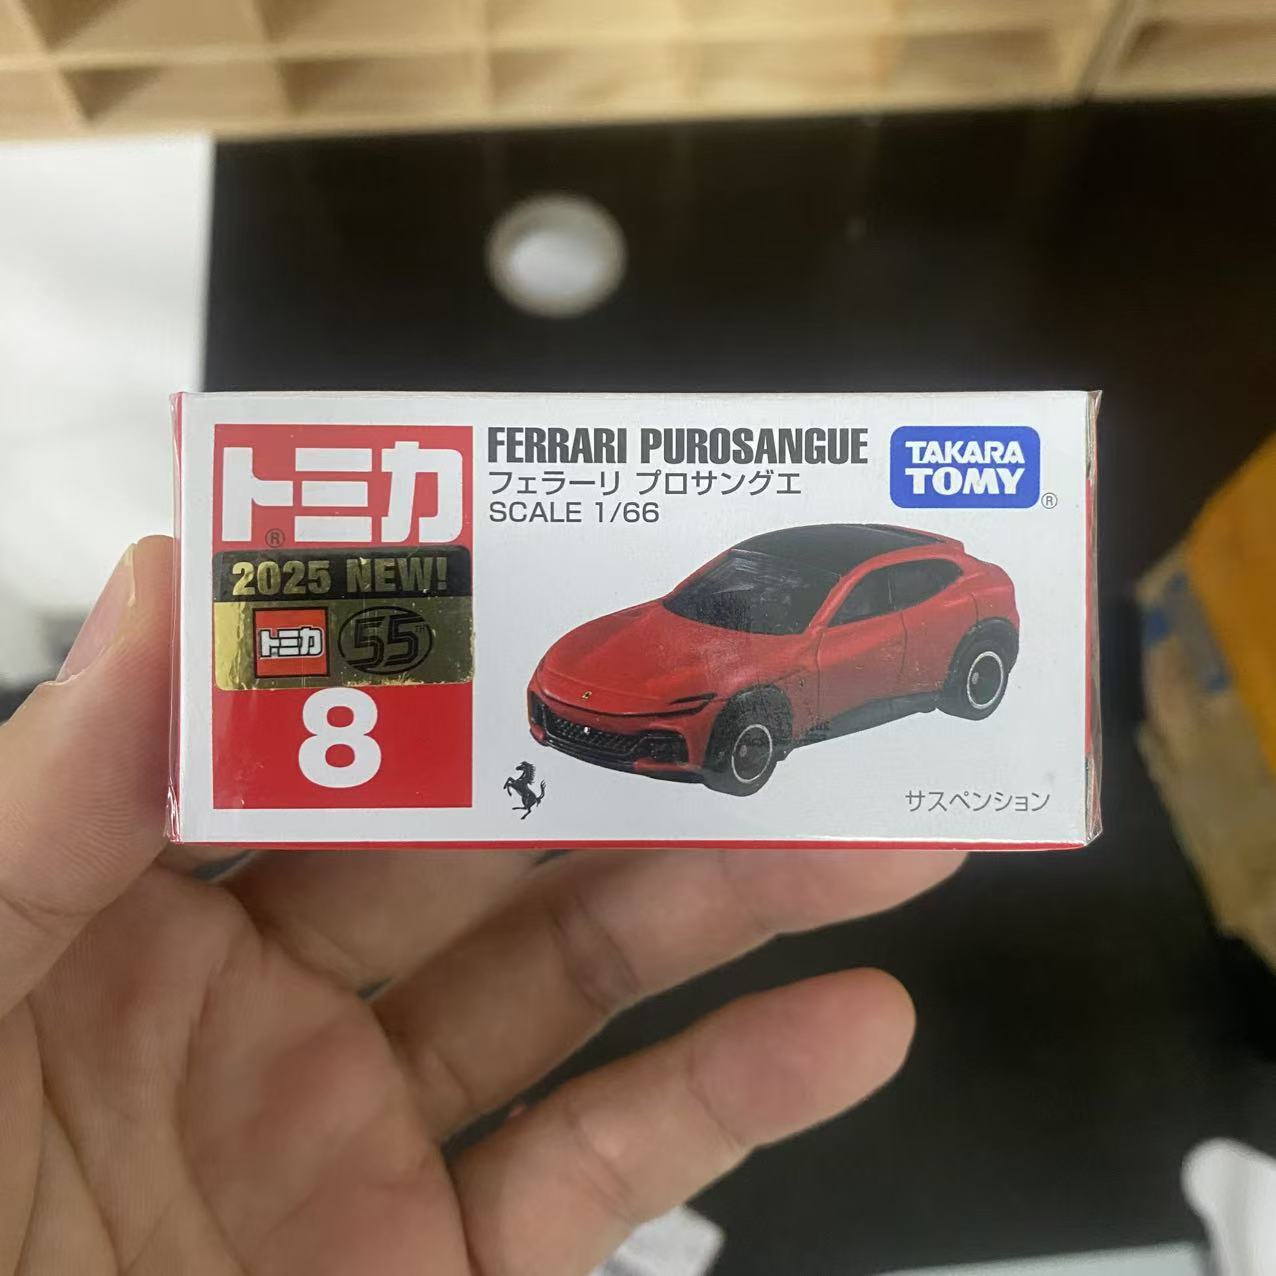 トミカ
®
2025 NEW!
トミカ 55™
8
FERRARI PUROSANGUE
フェラーリ プロサングエ
SCALE 1/66
TAKARA
TOMY
®
サスペンション